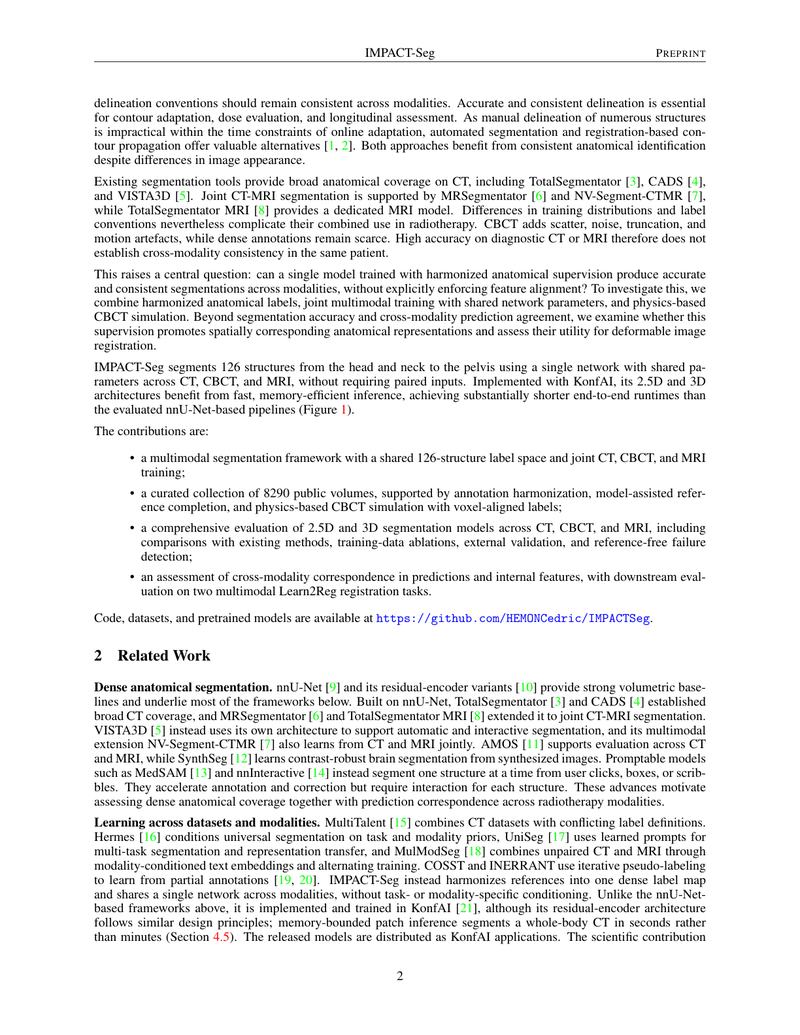 IMPACT-Seg
PREPRINT
delineation conventions should remain consistent across modalities. Accurate and consistent delineation is essential
for contour adaptation, dose evaluation, and longitudinal assessment. As manual delineation of numerous structures
is impractical within the time constraints of online adaptation, automated segmentation and registration-based con-
tour propagation offer valuable alternatives [1, 2]. Both approaches benefit from consistent anatomical identification
despite differences in image appearance.
Existing segmentation tools provide broad anatomical coverage on CT, including TotalSegmentator [3], CADS [4],
and VISTA3D [5]. Joint CT-MRI segmentation is supported by MRSegmentator [6] and NV-Segment-CTMR [7],
while TotalSegmentator MRI [8] provides a dedicated MRI model. Differences in training distributions and label
conventions nevertheless complicate their combined use in radiotherapy. CBCT adds scatter, noise, truncation, and
motion artefacts, while dense annotations remain scarce. High accuracy on diagnostic CT or MRI therefore does not
establish cross-modality consistency in the same patient.
This raises a central question: can a single model trained with harmonized anatomical supervision produce accurate
and consistent segmentations across modalities, without explicitly enforcing feature alignment? To investigate this, we
combine harmonized anatomical labels, joint multimodal training with shared network parameters, and physics-based
CBCT simulation. Beyond segmentation accuracy and cross-modality prediction agreement, we examine whether this
supervision promotes spatially corresponding anatomical representations and assess their utility for deformable image
registration.
IMPACT-Seg segments 126 structures from the head and neck to the pelvis using a single network with shared pa-
rameters across CT, CBCT, and MRI, without requiring paired inputs. Implemented with KonfAI, its 2.5D and 3D
architectures benefit from fast, memory-efficient inference, achieving substantially shorter end-to-end runtimes than
the evaluated nnU-Net-based pipelines (Figure 1).
The contributions are:
• a multimodal segmentation framework with a shared 126-structure label space and joint CT, CBCT, and MRI
training;
• a curated collection of 8290 public volumes, supported by annotation harmonization, model-assisted refer-
ence completion, and physics-based CBCT simulation with voxel-aligned labels;
• a comprehensive evaluation of 2.5D and 3D segmentation models across CT, CBCT, and MRI, including
comparisons with existing methods, training-data ablations, external validation, and reference-free failure
detection;
• an assessment of cross-modality correspondence in predictions and internal features, with downstream eval-
uation on two multimodal Learn2Reg registration tasks.
Code, datasets, and pretrained models are available at https://github.com/HEMONCedric/IMPACTSeg.
2 Related Work
Dense anatomical segmentation. nnU-Net [9] and its residual-encoder variants [10] provide strong volumetric base-
lines and underlie most of the frameworks below. Built on nnU-Net, TotalSegmentator [3] and CADS [4] established
broad CT coverage, and MRSegmentator [6] and TotalSegmentator MRI [8] extended it to joint CT-MRI segmentation.
VISTA3D [5] instead uses its own architecture to support automatic and interactive segmentation, and its multimodal
extension NV-Segment-CTMR [7] also learns from CT and MRI jointly. AMOS [11] supports evaluation across CT
and MRI, while SynthSeg [12] learns contrast-robust brain segmentation from synthesized images. Promptable models
such as MedSAM [13] and nnInteractive [14] instead segment one structure at a time from user clicks, boxes, or scrib-
bles. They accelerate annotation and correction but require interaction for each structure. These advances motivate
assessing dense anatomical coverage together with prediction correspondence across radiotherapy modalities.
Learning across datasets and modalities. MultiTalent [15] combines CT datasets with conflicting label definitions.
Hermes [16] conditions universal segmentation on task and modality priors, UniSeg [17] uses learned prompts for
multi-task segmentation and representation transfer, and MulModSeg [18] combines unpaired CT and MRI through
modality-conditioned text embeddings and alternating training. COSST and INERRANT use iterative pseudo-labeling
to learn from partial annotations [19, 20]. IMPACT-Seg instead harmonizes references into one dense label map
and shares a single network across modalities, without task- or modality-specific conditioning. Unlike the nnU-Net-
based frameworks above, it is implemented and trained in KonfAI [21], although its residual-encoder architecture
follows similar design principles; memory-bounded patch inference segments a whole-body CT in seconds rather
than minutes (Section 4.5). The released models are distributed as KonfAI applications. The scientific contribution
2